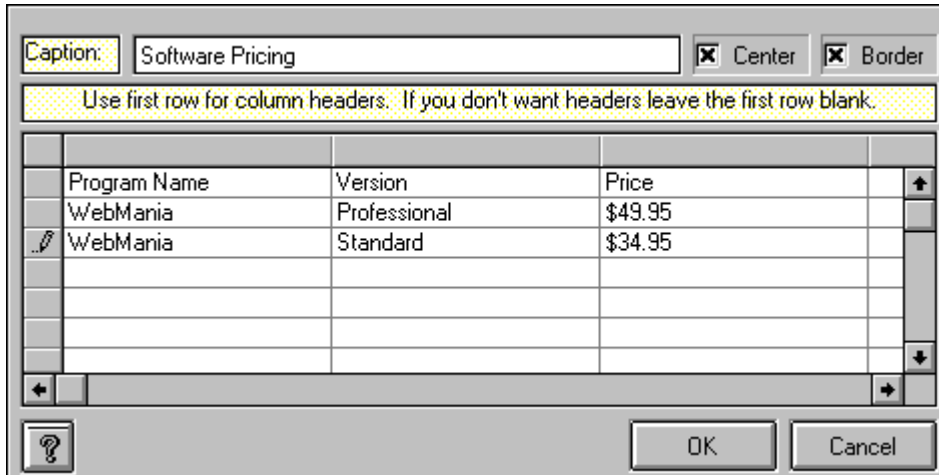 Caption: Software Pricing Center Border
Use first row for column headers. If you don't want headers leave the first row blank.
Program Name Version Price
WebMania Professional $49.95
WebMania Standard $34.95
? OK Cancel